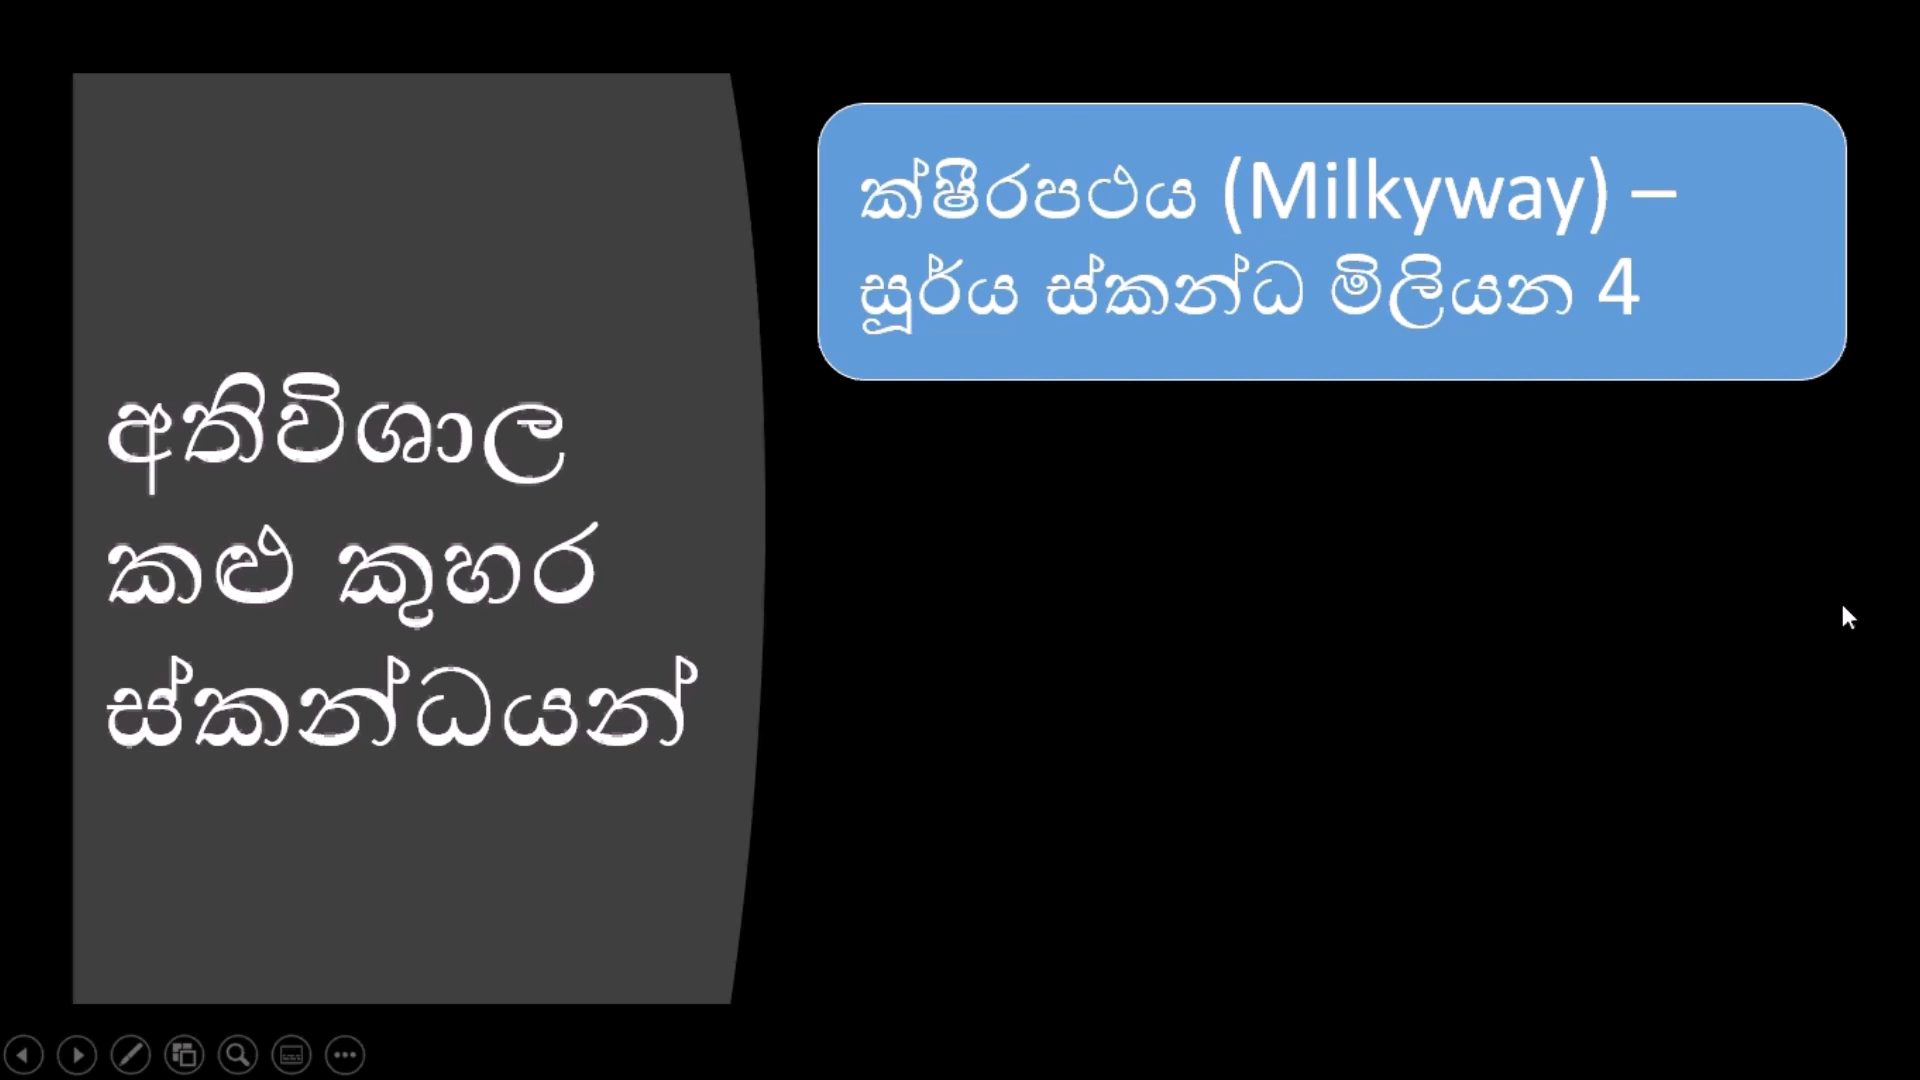 අතිවිශාල
කළු කුහර
ස්කන්ධයන්
ක්ෂීරපථය (Milkyway) –
සූර්ය ස්කන්ධ මිලියන 4